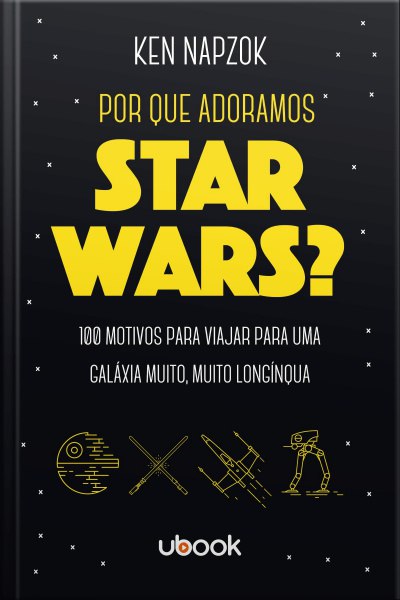 KEN NAPZOK
POR QUE ADORAMOS
STAR
WARS?
100 MOTIVOS PARA VIAJAR PARA UMA
GALÁXIA MUITO, MUITO LONGÍNQUA
ubook